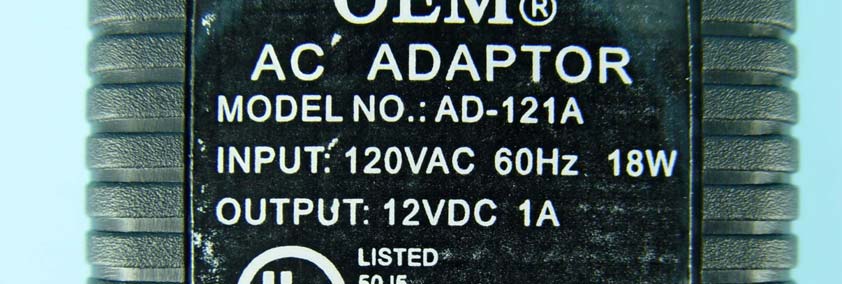 OEM®
AC ADAPTOR
MODEL NO.: AD-121A
INPUT: 120VAC 60Hz 18W
OUTPUT: 12VDC 1A
LISTED